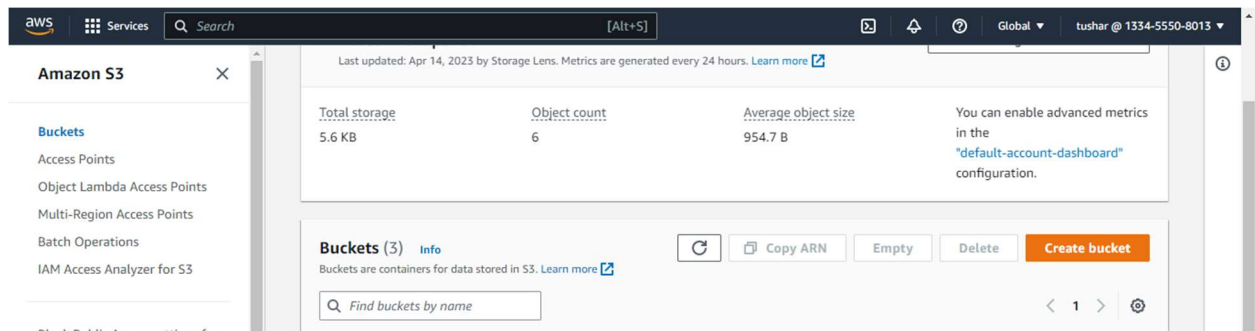 aws Services Search [Alt+S] Global ▼ tushar @ 1334-5550-8013 ▼
Amazon S3
Buckets
Access Points
Object Lambda Access Points
Multi-Region Access Points
Batch Operations
IAM Access Analyzer for S3
Last updated: Apr 14, 2023 by Storage Lens. Metrics are generated every 24 hours. Learn more
Total storage
5.6 KB
Object count
6
Average object size
954.7 B
You can enable advanced metrics
in the
"default-account-dashboard"
configuration.
Buckets (3) Info
Buckets are containers for data stored in S3. Learn more
Copy ARN Empty Delete Create bucket
Find buckets by name
1